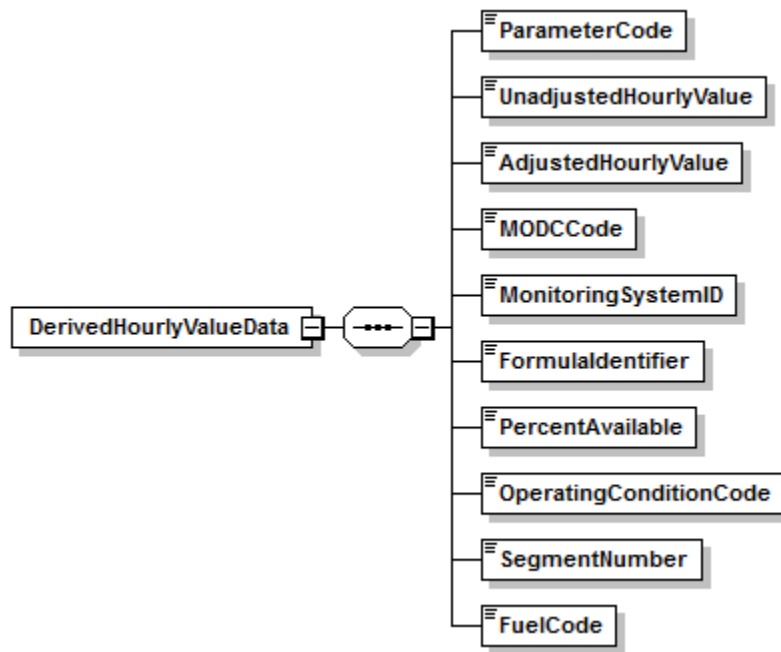 ParameterCode
UnadjustedHourlyValue
AdjustedHourlyValue
MODCCode
MonitoringSystemID
DerivedHourlyValueData
FormulaIdentifier
PercentAvailable
OperatingConditionCode
SegmentNumber
FuelCode